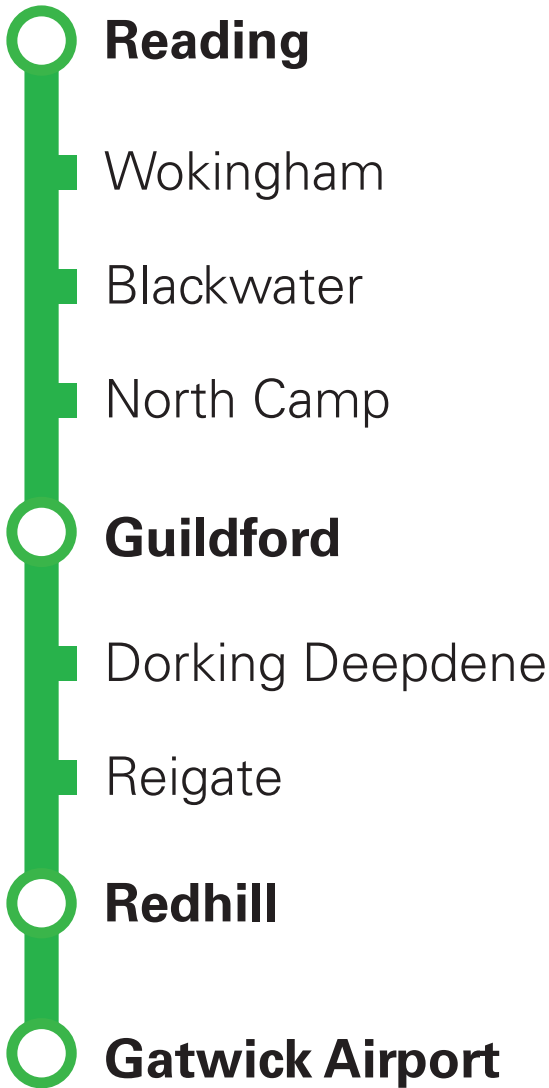 Reading
Wokingham
Blackwater
North Camp
Guildford
Dorking Deepdene
Reigate
Redhill
Gatwick Airport